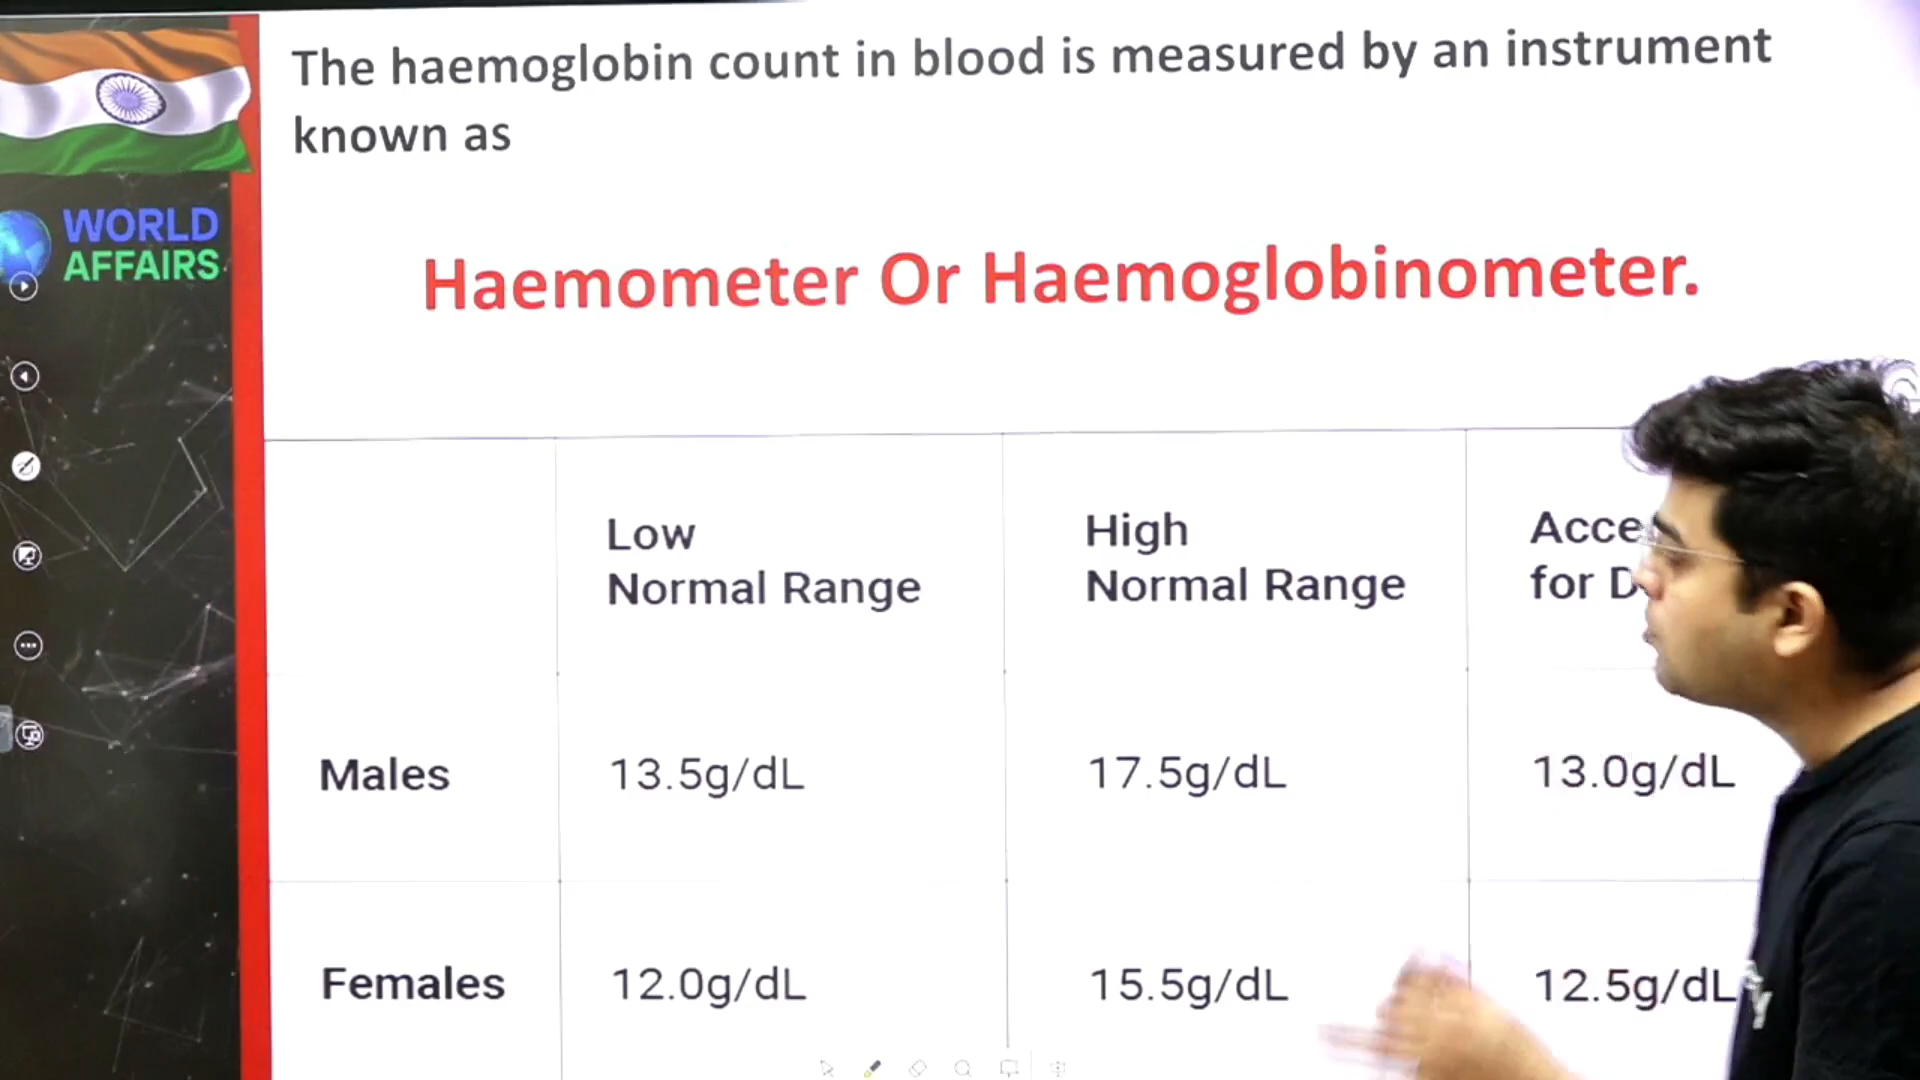 The haemoglobin count in blood is measured by an instrument
known as
WORLD
AFFAIRS
Haemometer Or Haemoglobinometer.
Low
Normal Range
High
Normal Range
for
Males
13.5g/dL
17.5g/dL
13.0g/dL
Females
12.0g/dL
15.5g/dL
12.5g/dL